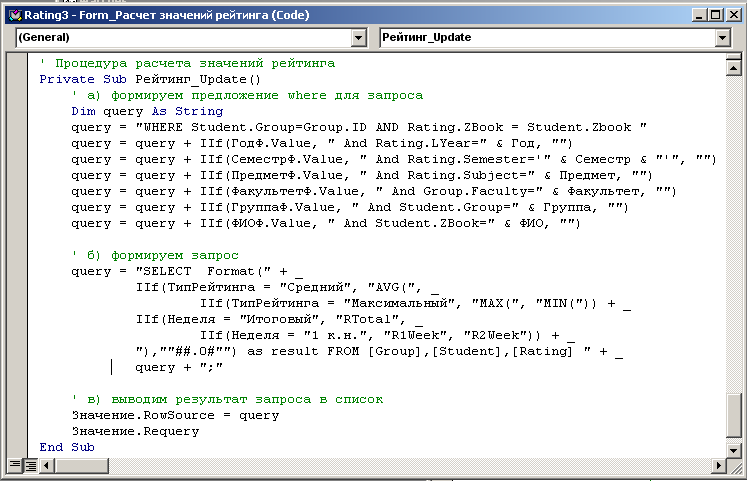 Rating3 - Form_Расчет значений рейтинга (Code)
(General) Рейтинг_Update
' Процедура расчета значений рейтинга
Private Sub Рейтинг_Update()
    ' а) формируем предложение where для запроса
    Dim query As String
    query = "WHERE Student.Group=Group.ID AND Rating.ZBook = Student.Zbook "
    query = query + IIf(ГодФ.Value, " And Rating.LYear=" & Год, "")
    query = query + IIf(СеместрФ.Value, " And Rating.Semester='" & Семестр & "'", "")
    query = query + IIf(ПредметФ.Value, " And Rating.Subject=" & Предмет, "")
    query = query + IIf(ФакультетФ.Value, " And Group.Faculty=" & Факультет, "")
    query = query + IIf(ГруппаФ.Value, " And Student.Group=" & Группа, "")
    query = query + IIf(ФИОФ.Value, " And Student.ZBook=" & ФИО, "")
    ' б) формируем запрос
    query = "SELECT  Format(" + _
            IIf(ТипРейтинга = "Средний", "AVG(", _
                    IIf(ТипРейтинга = "Максимальный", "MAX(", "MIN(")) + _
            IIf(Неделя = "Итоговый", "RTotal", _
                    IIf(Неделя = "1 к.н.", "R1Week", "R2Week")) + _
            "),""##.0#"") as result FROM [Group],[Student],[Rating] " + _
            query + ";"
    ' в) выводим результат запроса в список
    Значение.RowSource = query
    Значение.Requery
End Sub